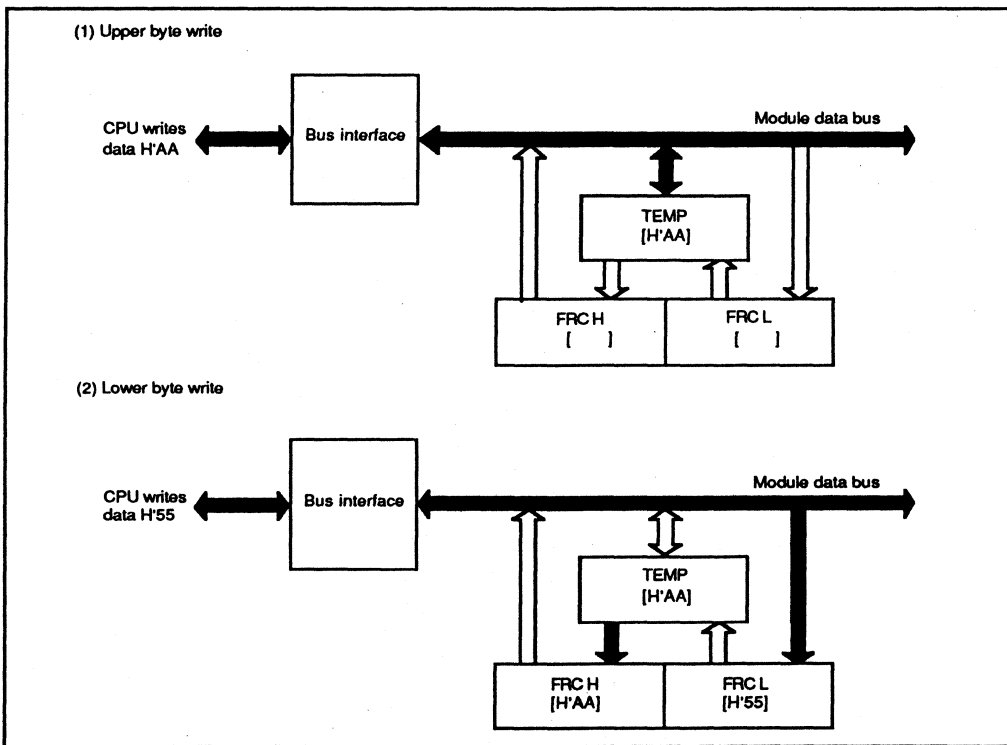 (1) Upper byte write
CPU writes
data H'AA
Bus interface
Module data bus
TEMP
[H'AA]
FRC H
[ ]
FRC L
[ ]
(2) Lower byte write
CPU writes
data H'55
Bus interface
Module data bus
TEMP
[H'AA]
FRC H
[H'AA]
FRC L
[H'55]